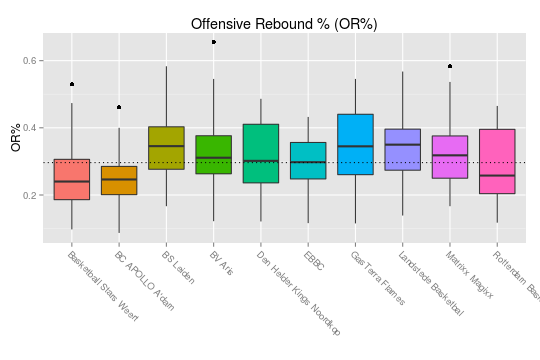 Offensive Rebound % (OR%)
OR%
0.6
0.4
0.2
Basketball Stars Weert
BC APOLLO A'dam
BS Leiden
BV Aris
Den Helder Kings Noordkop
EBBC
GasTerra Flames
Landstede Basketbal
Matrixx Magixx
Rotterdam Bas